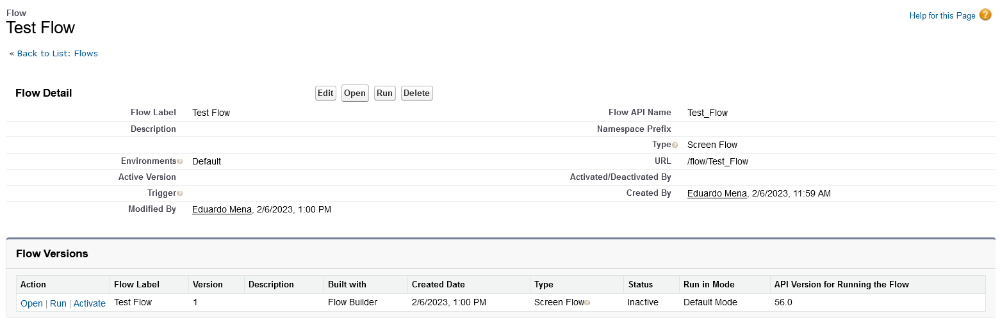 Flow
Test Flow
Help for this Page ?
« Back to List: Flows
Flow Detail Edit Open Run Delete
Flow Label Test Flow Flow API Name Test_Flow
Description Namespace Prefix
Type ? Screen Flow
Environments ? Default URL /flow/Test_Flow
Active Version Activated/Deactivated By
Trigger ? Created By Eduardo Mena, 2/6/2023, 11:59 AM
Modified By Eduardo Mena, 2/6/2023, 1:00 PM
Flow Versions
Action Flow Label Version Description Built with Created Date Type Status Run in Mode API Version for Running the Flow
Open | Run | Activate Test Flow 1 Flow Builder 2/6/2023, 1:00 PM Screen Flow ? Inactive Default Mode 56.0